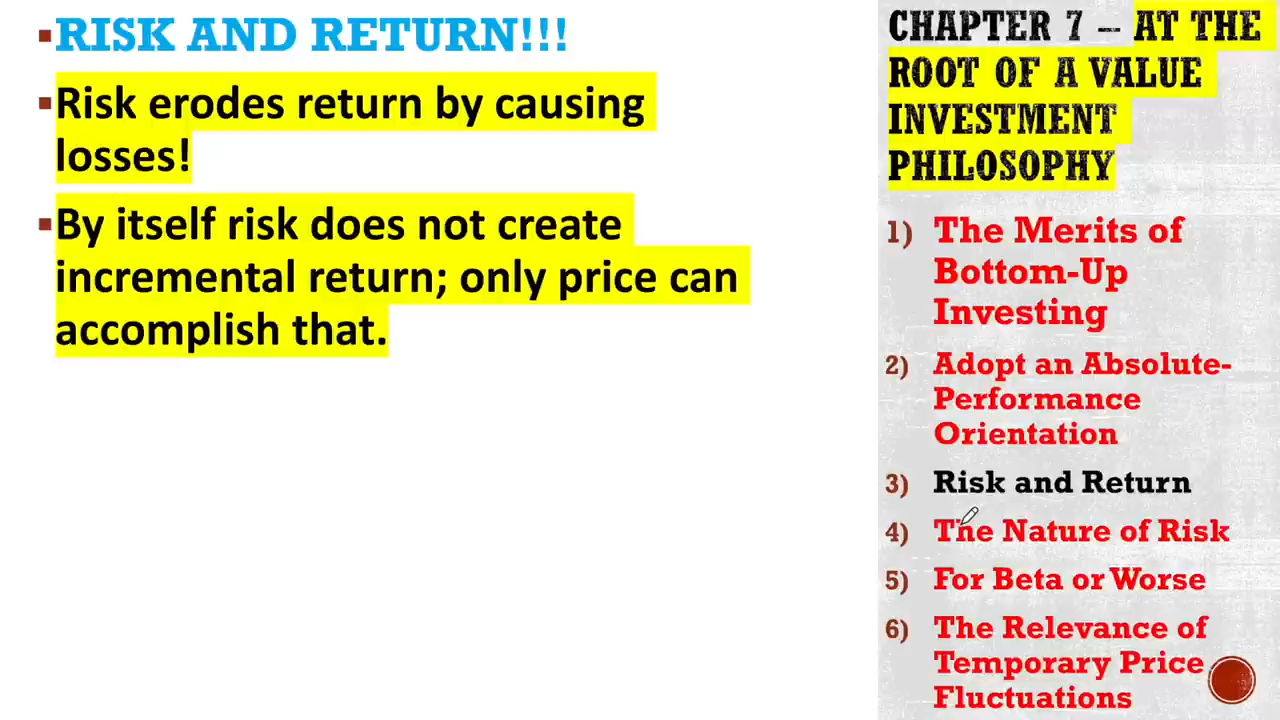 RISK AND RETURN!!!
Risk erodes return by causing
losses!
By itself risk does not create
incremental return; only price can
accomplish that.
CHAPTER 7 – AT THE
ROOT OF A VALUE
INVESTMENT
PHILOSOPHY
1) The Merits of
Bottom-Up
Investing
2) Adopt an Absolute-
Performance
Orientation
3) Risk and Return
4) The Nature of Risk
5) For Beta or Worse
6) The Relevance of
Temporary Price
Fluctuations